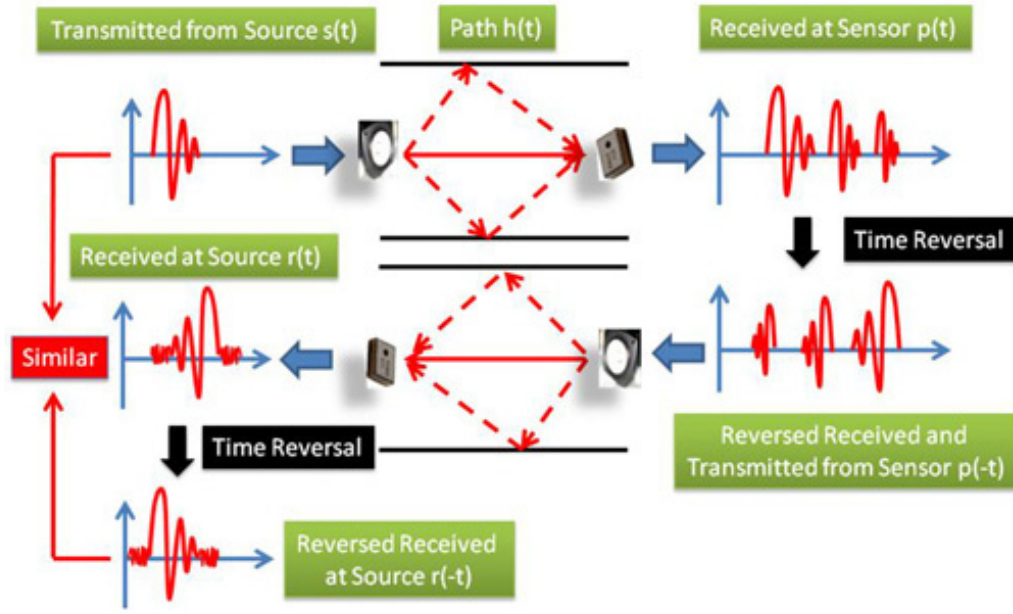 Transmitted from Source s(t)
Path h(t)
Received at Sensor p(t)
Time Reversal
Received at Source r(t)
Similar
Time Reversal
Reversed Received and
Transmitted from Sensor p(-t)
Reversed Received
at Source r(-t)